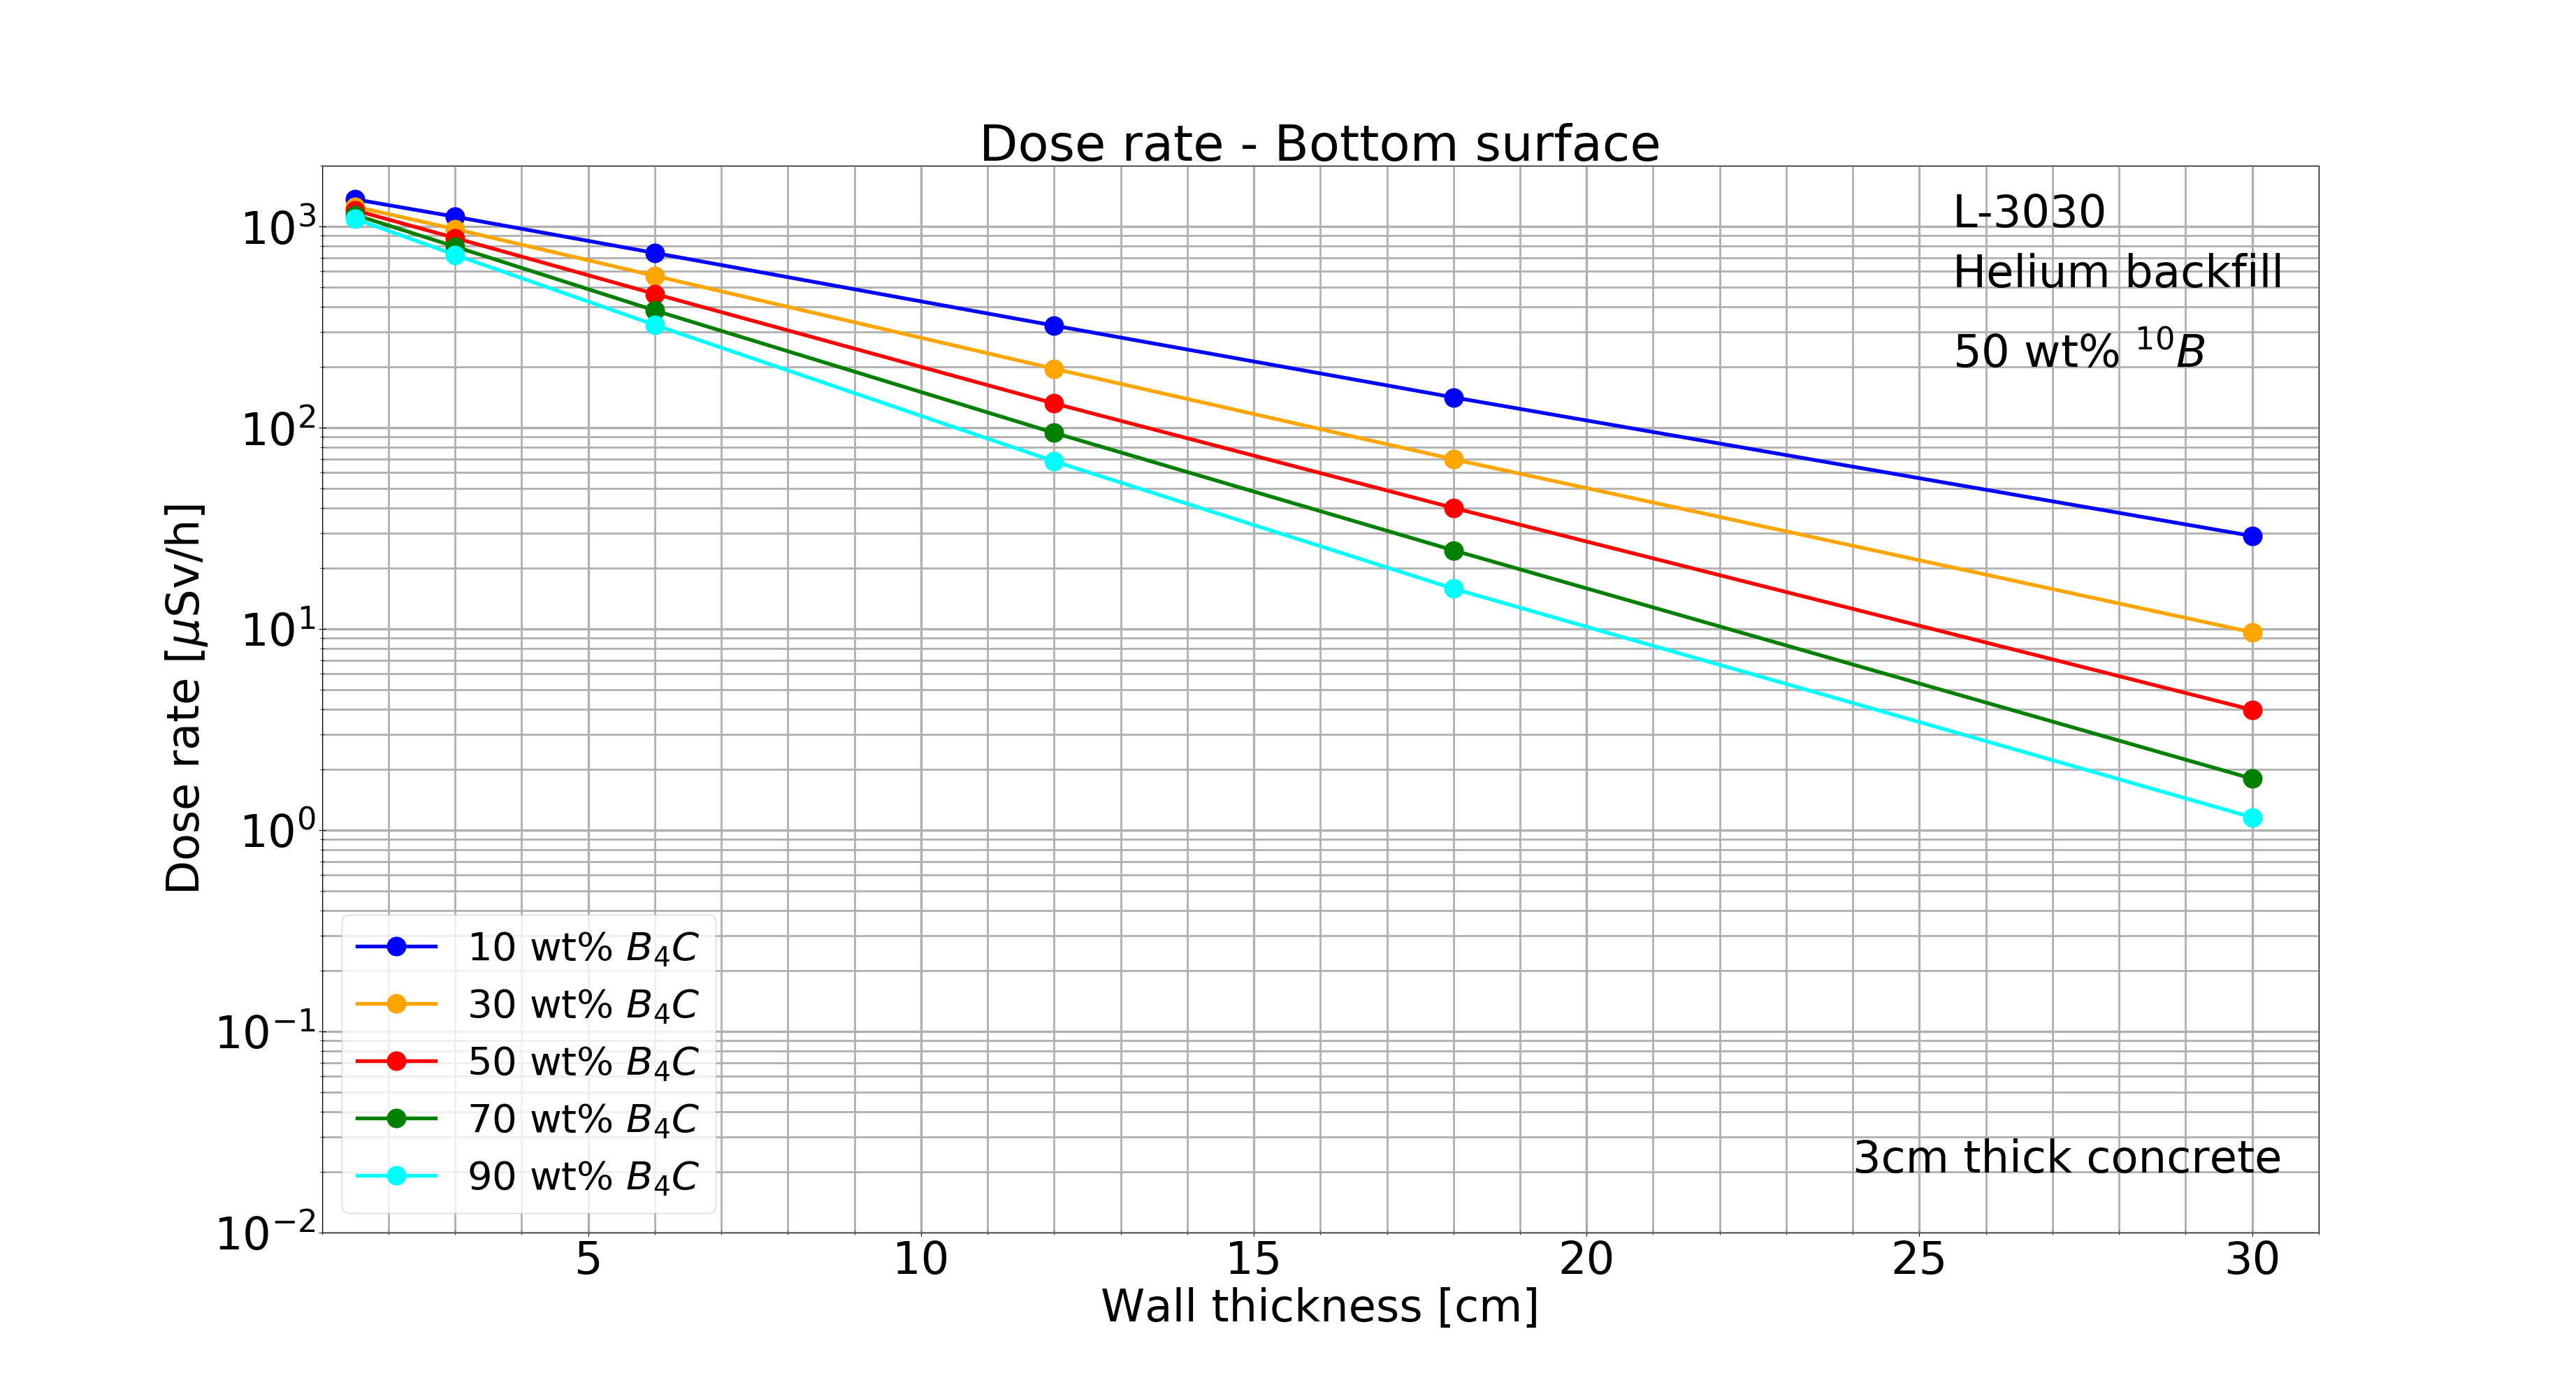 Dose rate - Bottom surface
L-3030
Helium backfill
50 wt% ¹⁰B
10³
10²
10¹
10⁰
10⁻¹
10⁻²
Dose rate [μSv/h]
10 wt% B₄C
30 wt% B₄C
50 wt% B₄C
70 wt% B₄C
90 wt% B₄C
3cm thick concrete
5 10 15 20 25 30
Wall thickness [cm]